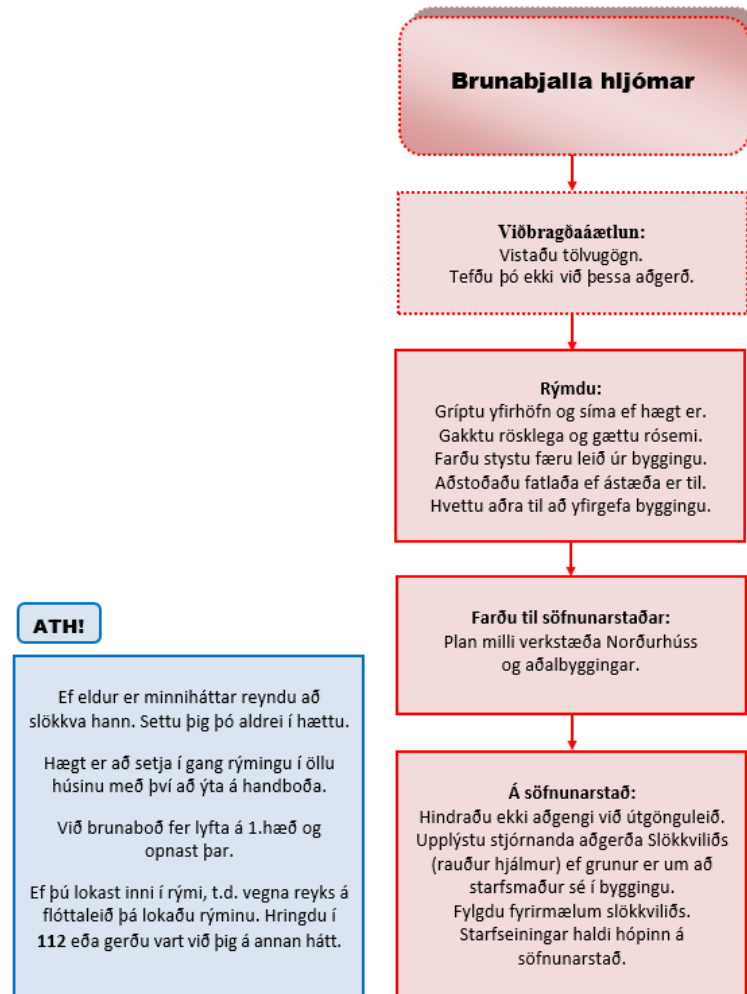 Brunabjalla hljómar
Viðbragðaáætlun:
Vistaðu tölvugögn.
Tefðu þó ekki við þessa aðgerð.
Rýmdu:
Gríptu yfirhöfn og síma ef hægt er.
Gakktu rösklega og gættu rósemi.
Farðu stystu færu leið úr byggingu.
Aðstoðaðu fatlaða ef ástæða er til.
Hvettu aðra til að yfirgefa byggingu.
Farðu til söfnunarstaðar:
Plan milli verkstæða Norðurhúss
og aðalbyggingar.
Á söfnunarstað:
Hindraðu ekki aðgengi við útgönguleið.
Upplýstu stjórnanda aðgerða Slökkviliðs
(rauður hjálmur) ef grunur er um að
starfsmaður sé í byggingu.
Fylgdu fyrirmælum slökkviliðs.
Starfseiningar haldi hópinn á
söfnunarstað.
ATH!
Ef eldur er minniháttar reyndu að
slökkva hann. Settu þig þó aldrei í hættu.
Hægt er að setja í gang rýmingu í öllu
húsinu með því að ýta á handboða.
Við brunaboð fer lyfta á 1.hæð og
opnast þar.
Ef þú lokast inni í rými, t.d. vegna reyks á
flóttaleið þá lokaðu rýminu. Hringdu í
112 eða gerðu vart við þig á annan hátt.